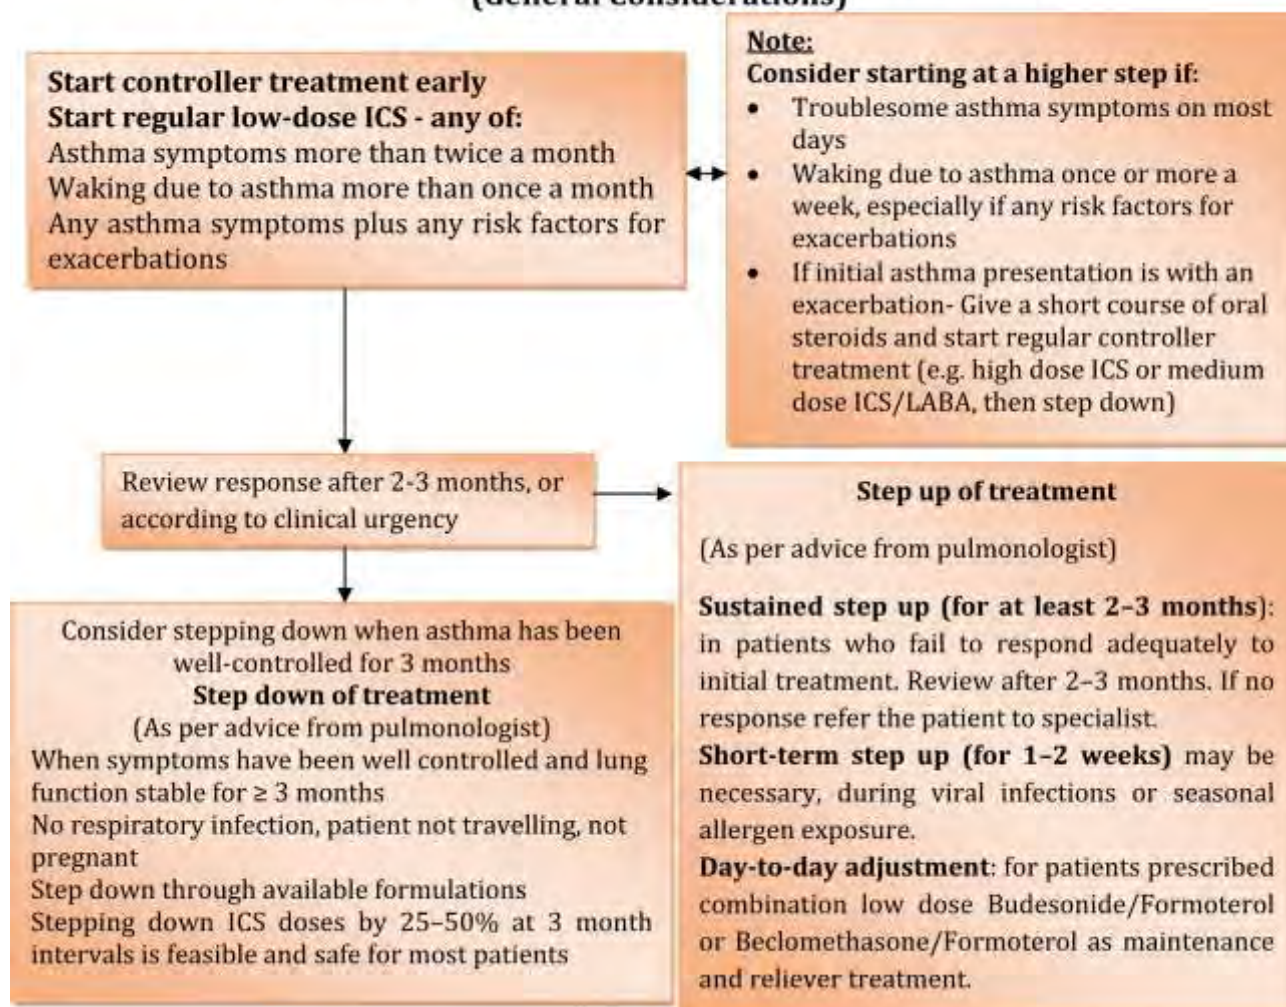 (General Considerations)
Start controller treatment early
Start regular low-dose ICS - any of:
Asthma symptoms more than twice a month
Waking due to asthma more than once a month
Any asthma symptoms plus any risk factors for
exacerbations
Note:
Consider starting at a higher step if:
• Troublesome asthma symptoms on most
days
• Waking due to asthma once or more a
week, especially if any risk factors for
exacerbations
• If initial asthma presentation is with an
exacerbation- Give a short course of oral
steroids and start regular controller
treatment (e.g. high dose ICS or medium
dose ICS/LABA, then step down)
Review response after 2-3 months, or
according to clinical urgency
Consider stepping down when asthma has been
well-controlled for 3 months
Step down of treatment
(As per advice from pulmonologist)
When symptoms have been well controlled and lung
function stable for ≥ 3 months
No respiratory infection, patient not travelling, not
pregnant
Step down through available formulations
Stepping down ICS doses by 25–50% at 3 month
intervals is feasible and safe for most patients
Step up of treatment
(As per advice from pulmonologist)
Sustained step up (for at least 2–3 months):
in patients who fail to respond adequately to
initial treatment. Review after 2–3 months. If no
response refer the patient to specialist.
Short-term step up (for 1–2 weeks) may be
necessary, during viral infections or seasonal
allergen exposure.
Day-to-day adjustment: for patients prescribed
combination low dose Budesonide/Formoterol
or Beclomethasone/Formoterol as maintenance
and reliever treatment.